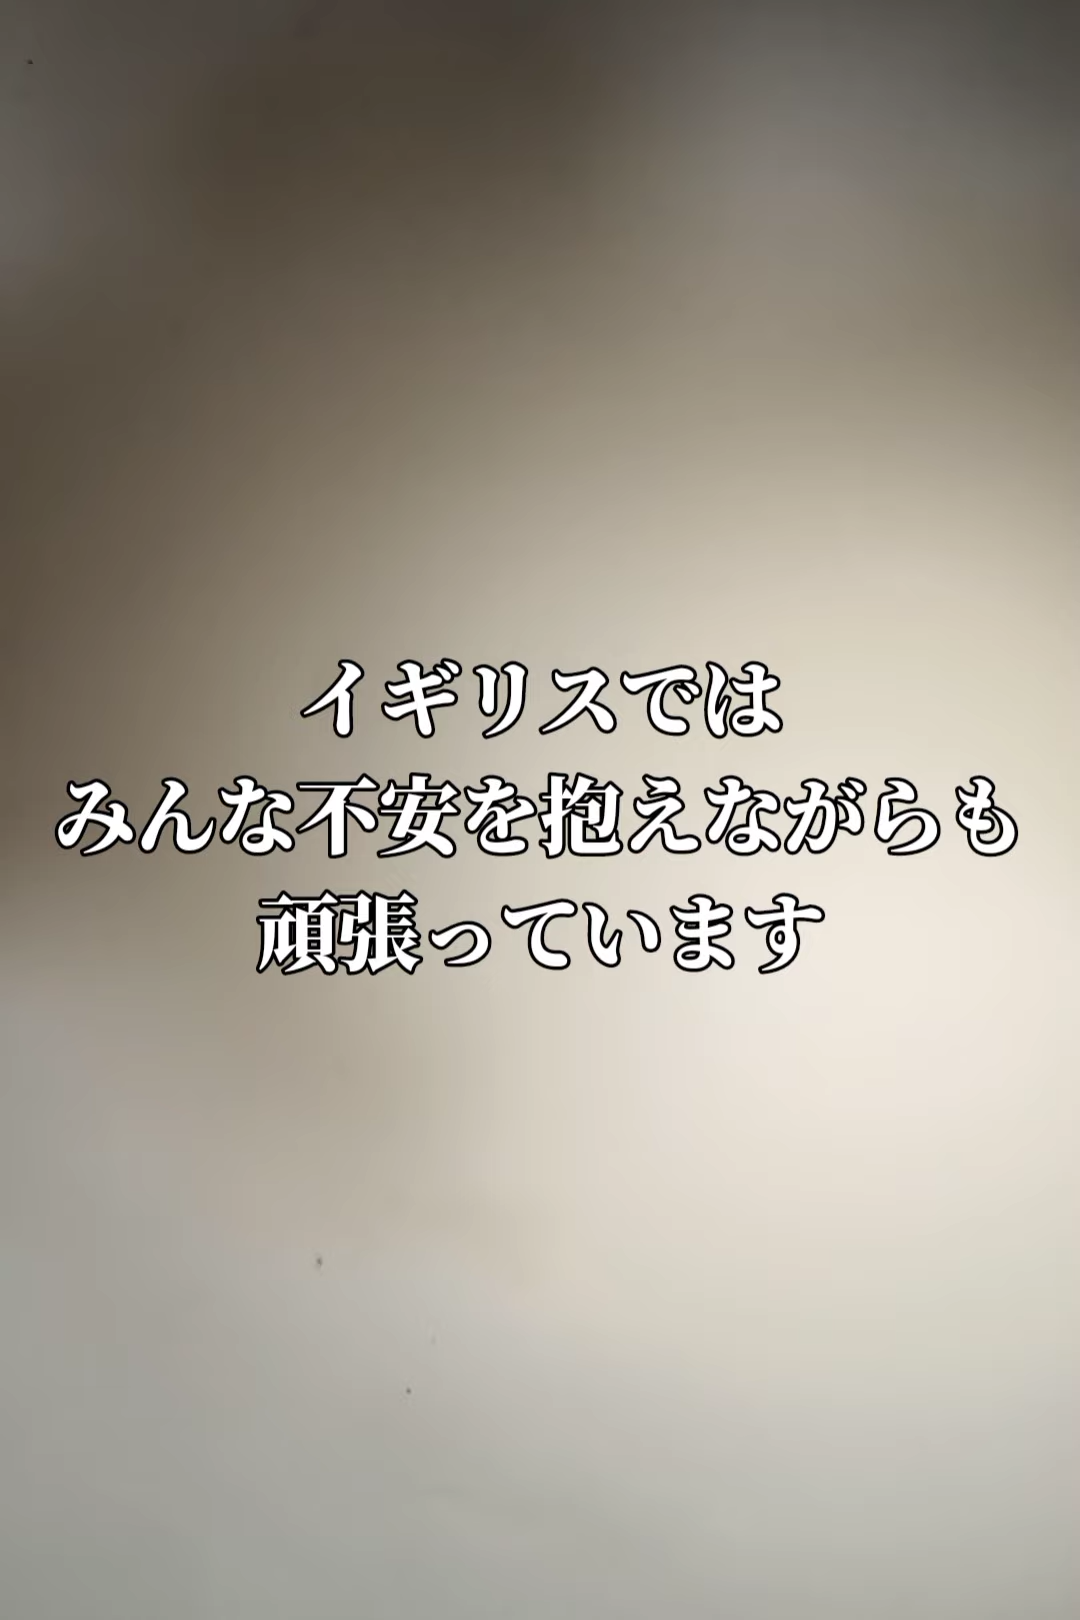 イギリスでは
みんな不安を抱えながらも
頑張っています